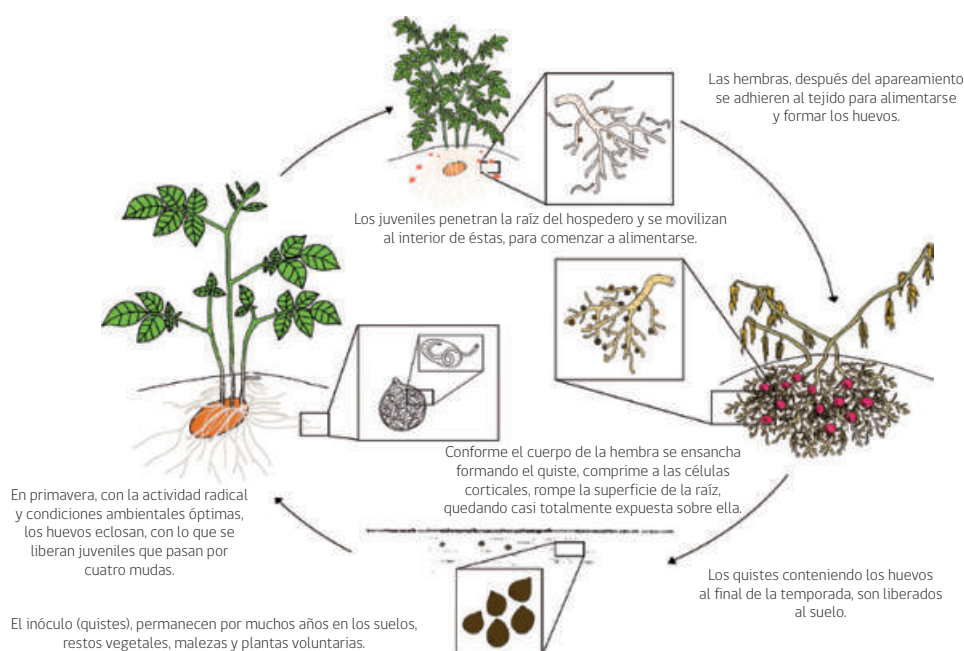 Las hembras, después del apareamiento
se adhieren al tejido para alimentarse
y formar los huevos.
Los juveniles penetran la raíz del hospedero y se movilizan
al interior de éstas, para comenzar a alimentarse.
Conforme el cuerpo de la hembra se ensancha
formando el quiste, comprime a las células
corticales, rompe la superficie de la raíz,
quedando casi totalmente expuesta sobre ella.
En primavera, con la actividad radical
y condiciones ambientales óptimas,
los huevos eclosan, con lo que se
liberan juveniles que pasan por
cuatro mudas.
Los quistes conteniendo los huevos
al final de la temporada, son liberados
al suelo.
El inóculo (quistes), permanecen por muchos años en los suelos,
restos vegetales, malezas y plantas voluntarias.